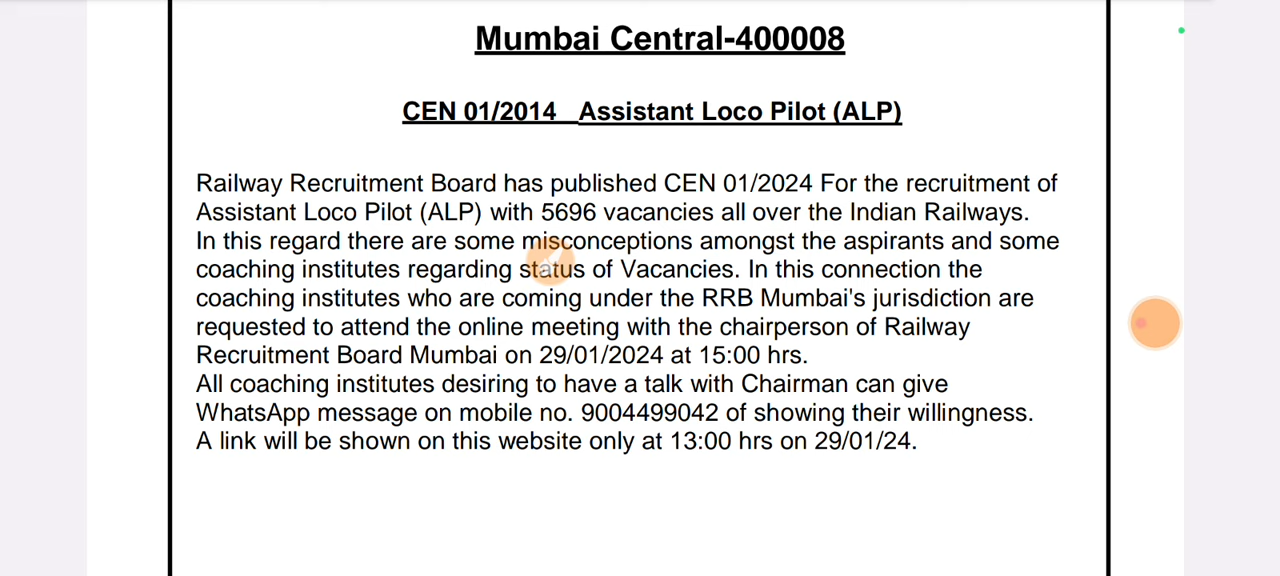 Mumbai Central-400008
CEN 01/2014 Assistant Loco Pilot (ALP)
Railway Recruitment Board has published CEN 01/2024 For the recruitment of
Assistant Loco Pilot (ALP) with 5696 vacancies all over the Indian Railways.
In this regard there are some misconceptions amongst the aspirants and some
coaching institutes regarding status of Vacancies. In this connection the
coaching institutes who are coming under the RRB Mumbai's jurisdiction are
requested to attend the online meeting with the chairperson of Railway
Recruitment Board Mumbai on 29/01/2024 at 15:00 hrs.
All coaching institutes desiring to have a talk with Chairman can give
WhatsApp message on mobile no. 9004499042 of showing their willingness.
A link will be shown on this website only at 13:00 hrs on 29/01/24.